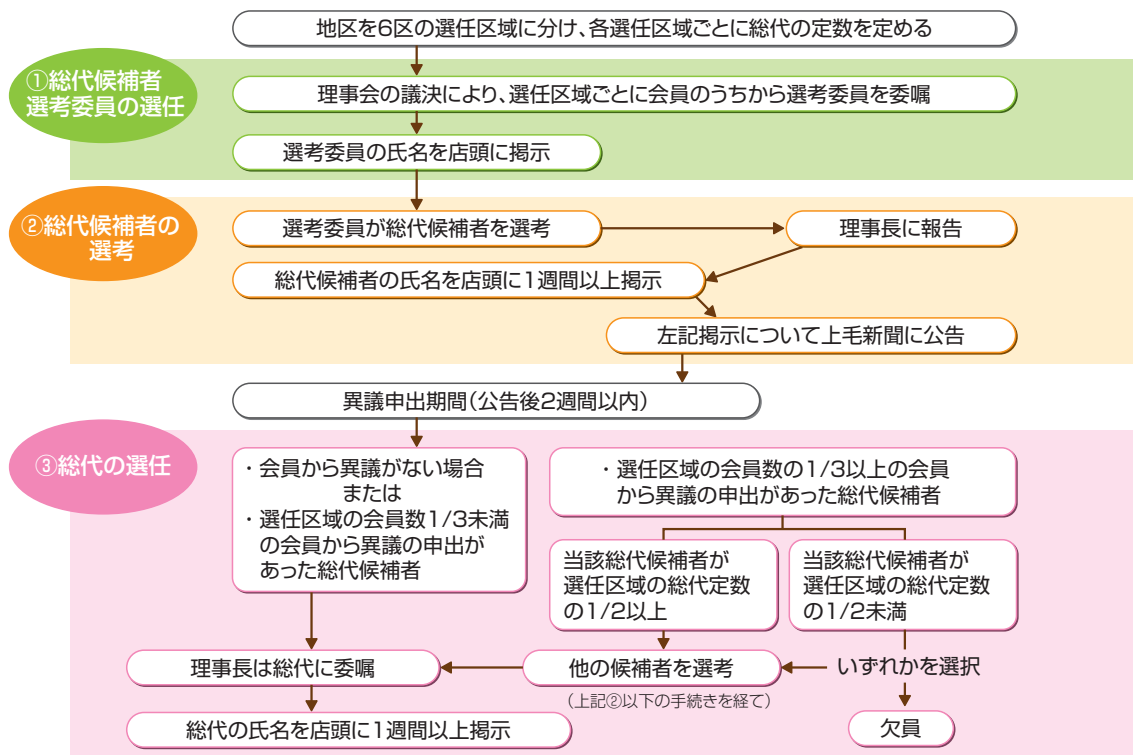 地区を6区の選任区域に分け、各選任区域ごとに総代の定数を定める
①総代候補者
選考委員の選任
理事会の議決により、選任区域ごとに会員のうちから選考委員を委嘱
選考委員の氏名を店頭に掲示
②総代候補者の
選考
選考委員が総代候補者を選考
理事長に報告
総代候補者の氏名を店頭に1週間以上掲示
左記掲示について上毛新聞に公告
異議申出期間(公告後2週間以内)
③総代の選任
・会員から異議がない場合
または
・選任区域の会員数1/3未満
の会員から異議の申出が
あった総代候補者
・選任区域の会員数の1/3以上の会員
から異議の申出があった総代候補者
当該総代候補者が
選任区域の総代定数
の1/2以上
当該総代候補者が
選任区域の総代定数
の1/2未満
理事長は総代に委嘱
他の候補者を選考
いずれかを選択
(上記②以下の手続きを経て)
総代の氏名を店頭に1週間以上掲示
欠員